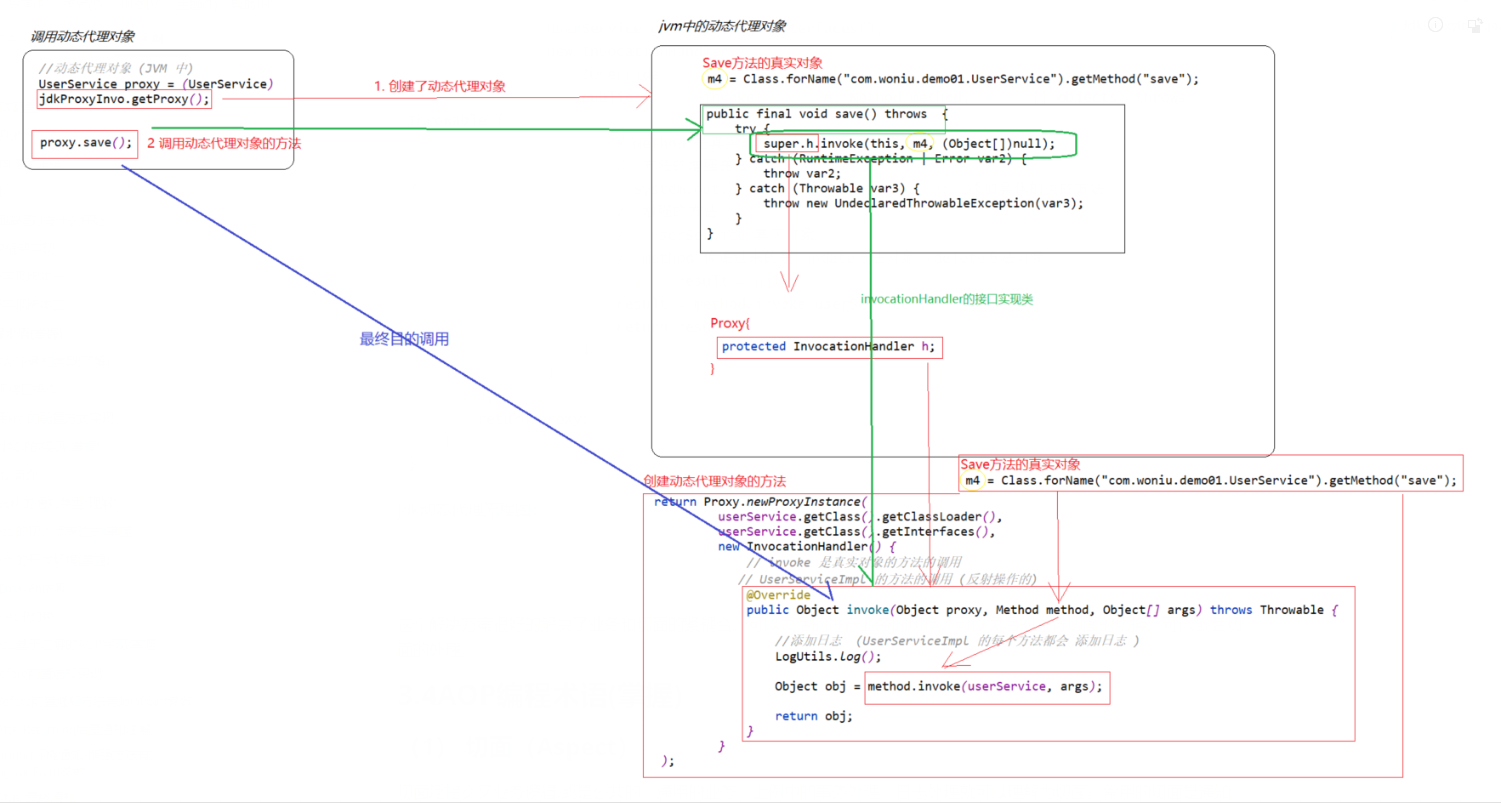 调用动态代理对象
//动态代理对象 (JVM 中)
UserService proxy = (UserService)
jdkProxyInvo.getProxy();
proxy.save();
2 调用动态代理对象的方法
1. 创建了动态代理对象
最终目的调用
jvm中的动态代理对象
Save方法的真实对象
m4 = Class.forName("com.woniu.demo01.UserService").getMethod("save");
public final void save() throws {
try {
super.h.invoke(this, m4, (Object[])null);
} catch (RuntimeException | Error var2) {
throw var2;
} catch (Throwable var3) {
throw new UndeclaredThrowableException(var3);
}
}
invocationHandler的接口实现类
Proxy{
protected InvocationHandler h;
}
Save方法的真实对象
m4 = Class.forName("com.woniu.demo01.UserService").getMethod("save");
创建动态代理对象的方法
return Proxy.newProxyInstance(
userService.getClass().getClassLoader(),
userService.getClass().getInterfaces(),
new InvocationHandler() {
// invoke 是真实对象的方法的调用
// UserServiceImpl 的方法的调用 (反射操作的)
@Override
public Object invoke(Object proxy, Method method, Object[] args) throws Throwable {
//添加日志 (UserServiceImpl 的每个方法都会 添加日志 )
LogUtils.log();
Object obj = method.invoke(userService, args);
return obj;
}
}
);